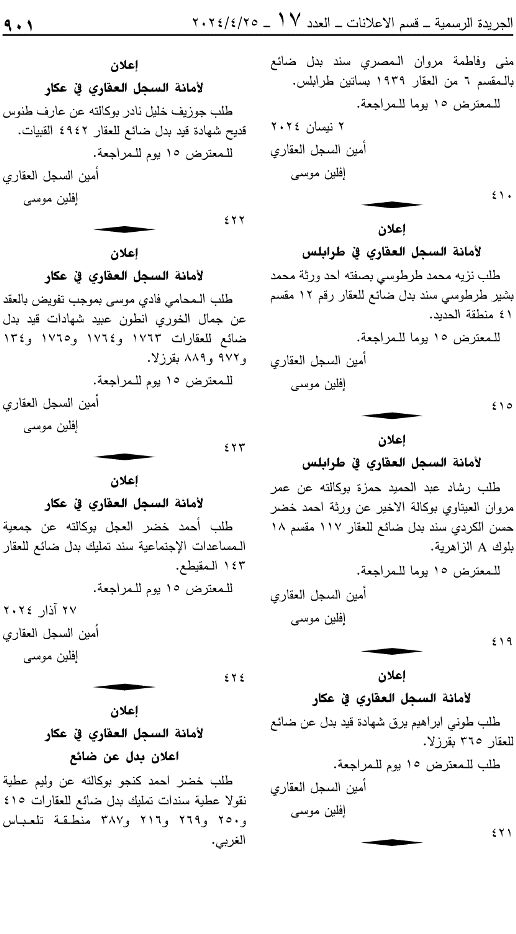 الجريدة الرسمية ــ قسم الاعلانات ــ العدد ١٧ ــ ٢٠٢٤/٤/٢٥
٩٠١
منى وفاطمة مروان المصري سند بدل ضائع
بالمقسم ٦ من العقار ١٩٣٩ بساتين طرابلس.
للمعترض ١٥ يوما للمراجعة.
٢ نيسان ٢٠٢٤
أمين السجل العقاري
إفلين موسى
٤١٠
إعلان
لأمانة السجل العقاري في طرابلس
طلب نزيه محمد طرطوسي بصفته احد ورثة محمد
بشير طرطوسي سند بدل ضائع للعقار رقم ١٢ مقسم
٤١ منطقة الحديد.
للمعترض ١٥ يوما للمراجعة.
أمين السجل العقاري
إفلين موسى
٤١٥
إعلان
لأمانة السجل العقاري في طرابلس
طلب رشاد عبد الحميد حمزة بوكالته عن عمر
مروان العيتاوي بوكالة الاخير عن ورثة احمد خضر
حسن الكردي سند بدل ضائع للعقار ١١٧ مقسم ١٨
بلوك A الزاهرية.
للمعترض ١٥ يوما للمراجعة.
أمين السجل العقاري
إفلين موسى
٤١٩
إعلان
لأمانة السجل العقاري في عكار
طلب طوني ابراهيم يرق شهادة قيد بدل عن ضائع
للعقار ٣٦٥ بقرزلا.
طلب للمعترض ١٥ يوم للمراجعة.
أمين السجل العقاري
إفلين موسى
٤٢١
إعلان
لأمانة السجل العقاري في عكار
طلب جوزيف خليل نادر بوكالته عن عارف طنوس
قديح شهادة قيد بدل ضائع للعقار ٤٩٤٢ القبيات.
للمعترض ١٥ يوم للمراجعة.
أمين السجل العقاري
إفلين موسى
٤٢٢
إعلان
لأمانة السجل العقاري في عكار
طلب المحامي فادي موسى بموجب تفويض بالعقد
عن جمال الخوري انطون عبيد شهادات قيد بدل
ضائع للعقارات ١٧٦٣ و١٧٦٤ و١٧٦٥ و١٣٤
و٩٧٢ و٨٨٩ بقرزلا.
للمعترض ١٥ يوم للمراجعة.
أمين السجل العقاري
إفلين موسى
٤٢٣
إعلان
لأمانة السجل العقاري في عكار
طلب أحمد خضر العجل بوكالته عن جمعية
المساعدات الإجتماعية سند تمليك بدل ضائع للعقار
١٤٣ المقيطع.
للمعترض ١٥ يوم للمراجعة.
٢٧ آذار ٢٠٢٤
أمين السجل العقاري
إفلين موسى
٤٢٤
إعلان
لأمانة السجل العقاري في عكار
اعلان بدل عن ضائع
طلب خضر احمد كنجو بوكالته عن وليم عطية
نقولا عطية سندات تمليك بدل ضائع للعقارات ٤١٥
و٢٥٠ و٢٦٩ و٢١٦ و٣٨٧ منطقة تلعباس
الغربي.